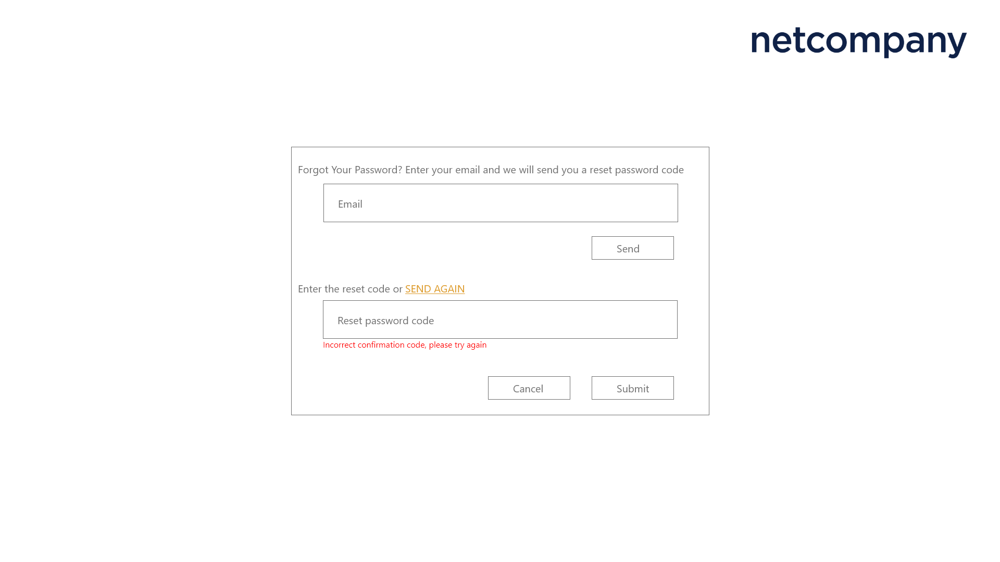 netcompany
Forgot Your Password? Enter your email and we will send you a reset password code
Email
Send
Enter the reset code or SEND AGAIN
Reset password code
Incorrect confirmation code, please try again
Cancel Submit